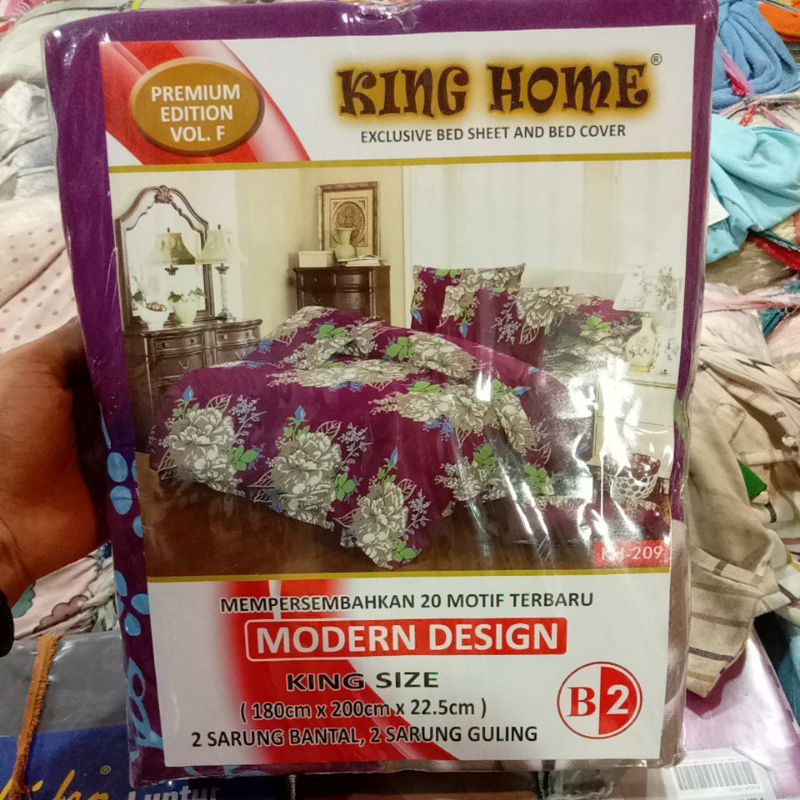 PREMIUM
EDITION
VOL. F
KING HOME®
EXCLUSIVE BED SHEET AND BED COVER
KH-209
MEMPERSEMBAHKAN 20 MOTIF TERBARU
MODERN DESIGN
KING SIZE
( 180cm x 200cm x 22.5cm )
2 SARUNG BANTAL, 2 SARUNG GULING
B2
Luntur